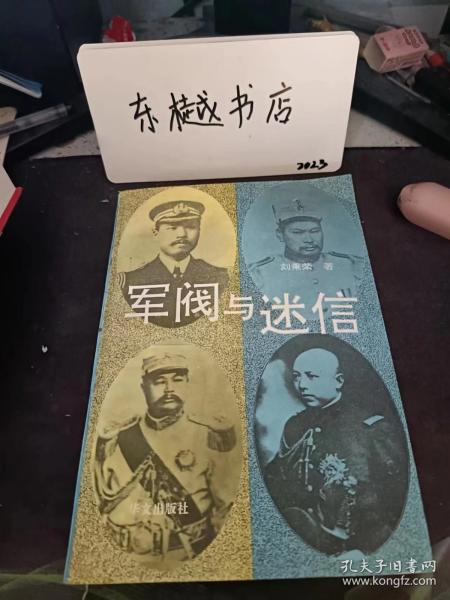 东樾书店
2023
刘秉荣 著
军阀与迷信
华文出版社
孔夫子旧书网
www.kongfz.com